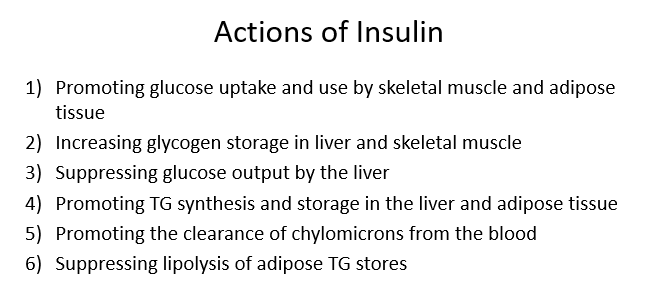 Actions of Insulin
1) Promoting glucose uptake and use by skeletal muscle and adipose
tissue
2) Increasing glycogen storage in liver and skeletal muscle
3) Suppressing glucose output by the liver
4) Promoting TG synthesis and storage in the liver and adipose tissue
5) Promoting the clearance of chylomicrons from the blood
6) Suppressing lipolysis of adipose TG stores